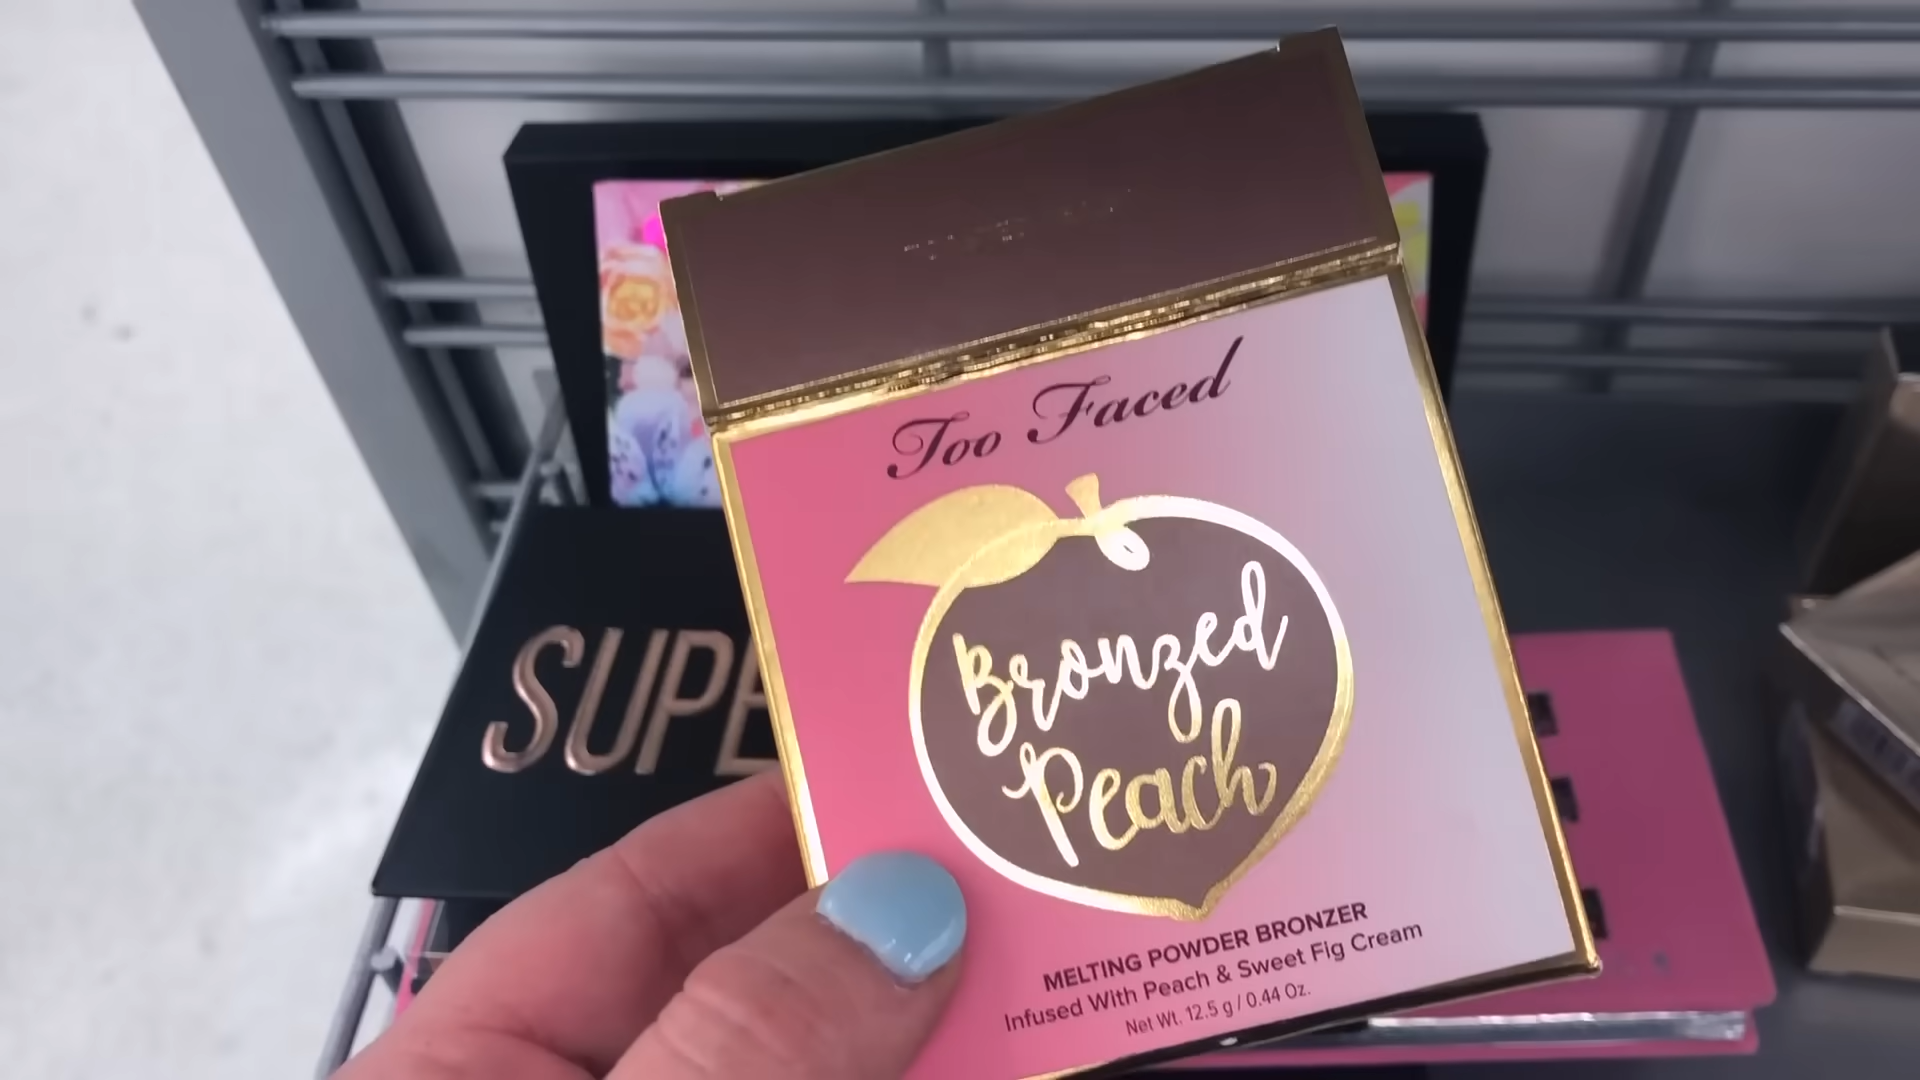 Too Faced
Bronzed
Peach
SUPE
MELTING POWDER BRONZER
Infused With Peach & Sweet Fig Cream
Net Wt. 12.5 g / 0.44 Oz.